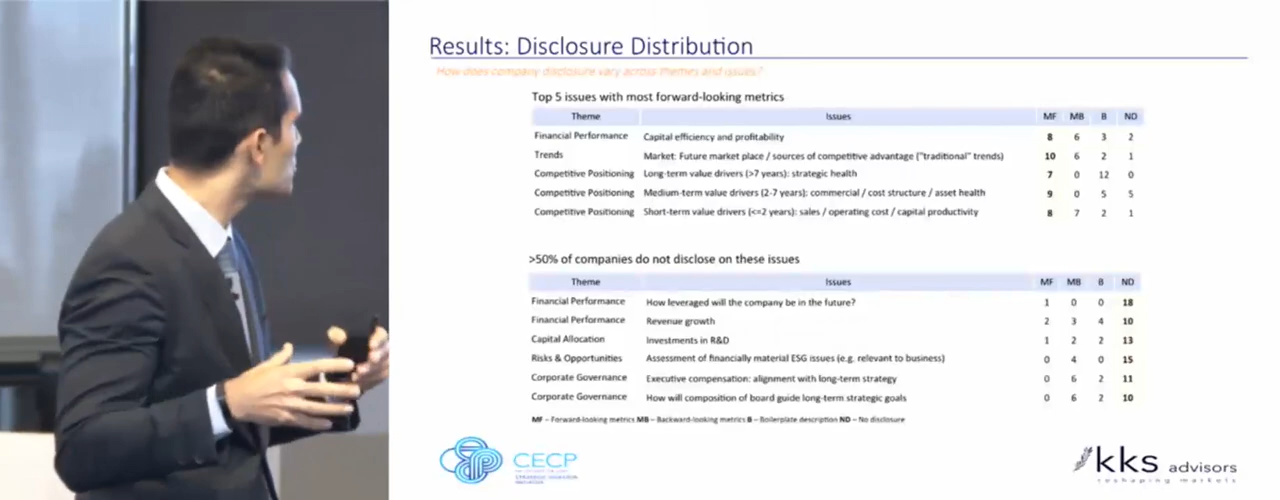 Results: Disclosure Distribution
How does company disclosure vary across themes and issues?
Top 5 issues with most forward-looking metrics
Theme Issues MF MB B ND
Financial Performance Capital efficiency and profitability 8 6 3 2
Trends Market: Future market place / sources of competitive advantage ("traditional" trends) 10 6 2 1
Competitive Positioning Long-term value drivers (>7 years): strategic health 7 0 12 0
Competitive Positioning Medium-term value drivers (2-7 years): commercial / cost structure / asset health 9 0 5 5
Competitive Positioning Short-term value drivers (<=2 years): sales / operating cost / capital productivity 8 7 2 1
>50% of companies do not disclose on these issues
Theme Issues MF MB B ND
Financial Performance How leveraged will the company be in the future? 1 0 0 18
Financial Performance Revenue growth 2 3 4 10
Capital Allocation Investments in R&D 1 2 2 13
Risks & Opportunities Assessment of financially material ESG issues (e.g. relevant to business) 0 4 0 15
Corporate Governance Executive compensation: alignment with long-term strategy 0 6 2 11
Corporate Governance How will composition of board guide long-term strategic goals 0 6 2 10
MF – Forward-looking metrics MB – Backward-looking metrics B – Boilerplate description ND – No disclosure
CECP
STRATEGIC INVESTOR
INITIATIVE
kks advisors
reshaping markets